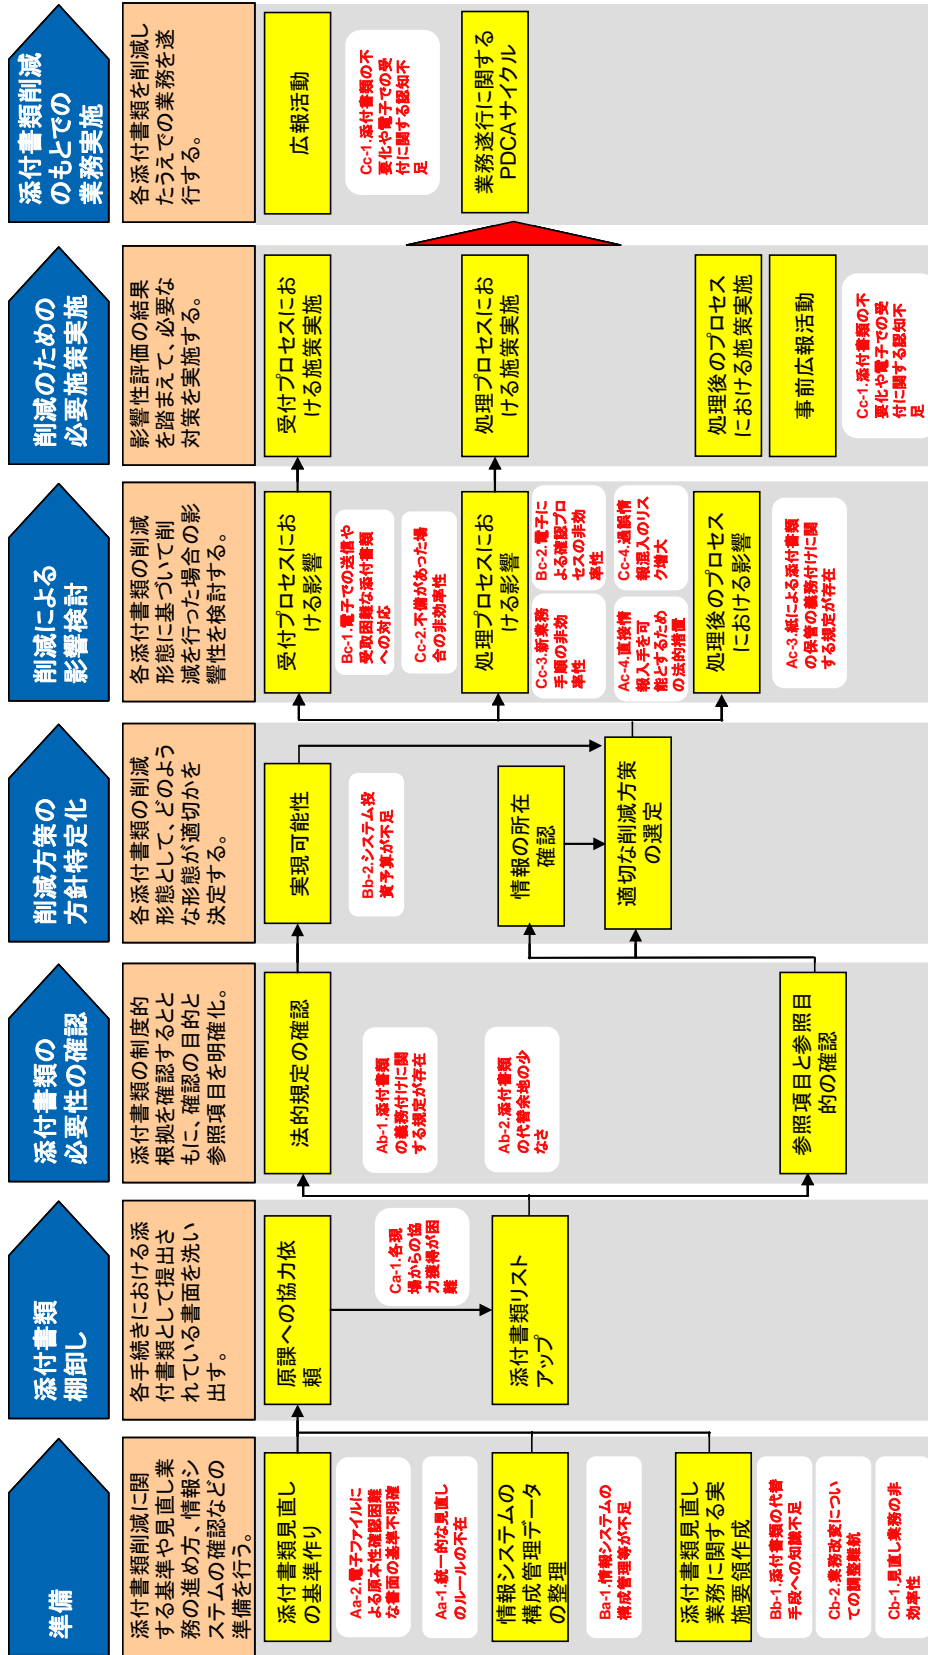 準備
添付書類削減に関
する基準や見直し業
務の進め方、情報シ
ステムの確認などの
準備を行う。
添付書類見直し
の基準作り
Aa-2.電子ファイルに
よる原本性確認困難
な書面の基準不明確
Aa-1.統一的な見直し
のルールの不在
情報システムの
構成管理データ
の整理
Ba-1.情報システムの
構成管理等が不足
添付書類見直し
業務に関する実
施要領作成
Bb-1.添付書類の代替
手段への知識不足
Cb-2.業務改変につい
ての調整難航
Cb-1.見直し業務の非
効率性
添付書類
棚卸し
各手続きにおける添
付書類として提出さ
れている書面を洗い
出す。
原課への協力依
頼
Ca-1.各現
場からの協
力獲得が困
難
添付書類リスト
アップ
添付書類の
必要性の確認
添付書類の制度的
根拠を確認するとと
もに、確認の目的と
参照項目を明確化。
法的規定の確認
Ab-1.添付書類
の義務付けに関
する規定が存在
Ab-2.添付書類
の代替余地の少
なさ
参照項目と参照目
的の確認
削減方策の
方針特定化
各添付書類の削減
形態として、どのよう
な形態が適切かを
決定する。
実現可能性
Bb-2.システム投
資予算が不足
情報の所在
確認
適切な削減方策
の選定
削減による
影響検討
各添付書類の削減
形態に基づいて削
減を行った場合の影
響性を検討する。
受付プロセスにお
ける影響
Bc-1.電子での送信や
受取困難な添付書類
への対応
Cc-2.不備があった場
合の非効率性
処理プロセスにお
ける影響
Cc-3.新業務
手順の非効
率性
Bc-2.電子に
よる確認プロ
セスの非効
率性
Ac-4.直接情
報入手を可
能とするため
の法的措置
Cc-4.過誤情
報混入のリス
ク増大
処理後のプロセス
における影響
Ac-3.紙による添付書類
の保管の義務付けに関
する規定が存在
削減のための
必要施策実施
影響性評価の結果
を踏まえて、必要な
対策を実施する。
受付プロセスにお
ける施策実施
処理プロセスにお
ける施策実施
処理後のプロセス
における施策実施
事前広報活動
Cc-1.添付書類の不
要化や電子での受
付に関する認知不
足
添付書類削減
のもとでの
業務実施
各添付書類を削減し
たうえでの業務を遂
行する。
広報活動
Cc-1.添付書類の不
要化や電子での受
付に関する認知不
足
業務遂行に関する
PDCAサイクル